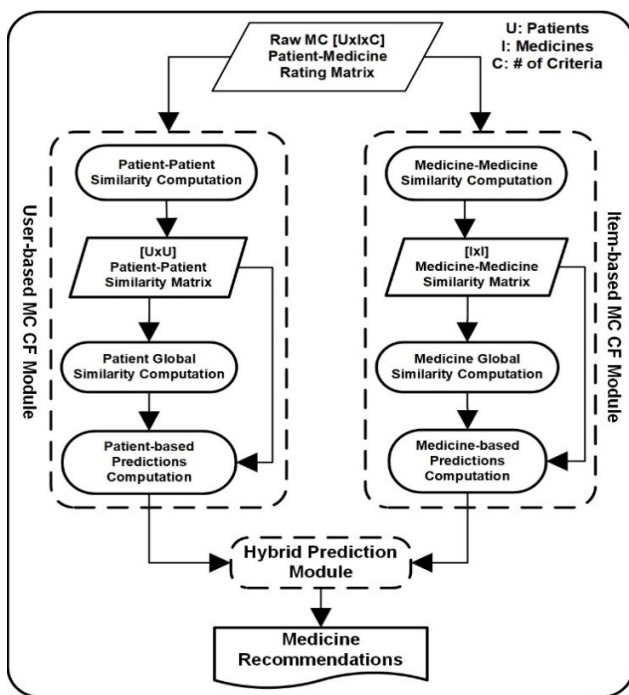 Raw MC [UxIxC]
Patient-Medicine
Rating Matrix
U: Patients
I: Medicines
C: # of Criteria
User-based MC CF Module
Patient-Patient
Similarity Computation
[UxU]
Patient-Patient
Similarity Matrix
Patient Global
Similarity Computation
Patient-based
Predictions
Computation
Medicine-Medicine
Similarity Computation
[IxI]
Medicine-Medicine
Similarity Matrix
Medicine Global
Similarity Computation
Medicine-based
Predictions
Computation
Item-based MC CF Module
Hybrid Prediction
Module
Medicine
Recommendations